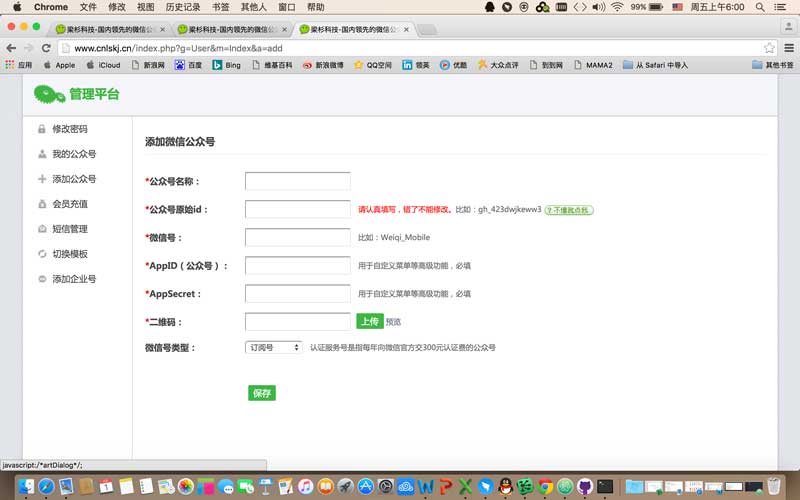 Chrome 文件 修改 视图 历史记录 书签 其他人 窗口 帮助 99% 周五上午6:00
梁杉科技-国内领先的微信公 梁杉科技-国内领先的微信公 梁杉科技-国内领先的微信公
www.cnlskj.cn/index.php?g=User&m=Index&a=add
应用 Apple iCloud 新浪网 百度 Bing 维基百科 新浪微博 QQ空间 领英 优酷 大众点评 到到网 MAMA2 从 Safari 中导入 其他书签
管理平台
修改密码
我的公众号
添加公众号
会员充值
短信管理
切换模板
添加企业号
添加微信公众号
*公众号名称：
*公众号原始id： 请认真填写，错了不能修改。比如：gh_423dwjkeww3 ? 不懂就点我
*微信号： 比如：Weiqi_Mobile
*AppID（公众号）： 用于自定义菜单等高级功能，必填
*AppSecret： 用于自定义菜单等高级功能，必填
*二维码： 上传 预览
微信号类型： 订阅号 认证服务号是指每年向微信官方交300元认证费的公众号
保存
javascript:/*artDialog*/;